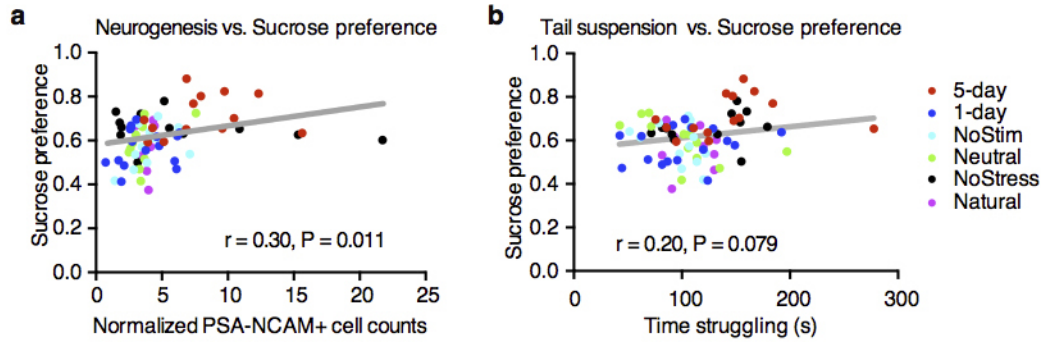 a
Neurogenesis vs. Sucrose preference
Sucrose preference
1.0
0.8
0.6
0.4
0.2
0.0
r = 0.30, P = 0.011
0 5 10 15 20 25
Normalized PSA-NCAM+ cell counts
b
Tail suspension vs. Sucrose preference
Sucrose preference
1.0
0.8
0.6
0.4
0.2
0.0
r = 0.20, P = 0.079
0 100 200 300
Time struggling (s)
5-day
1-day
NoStim
Neutral
NoStress
Natural